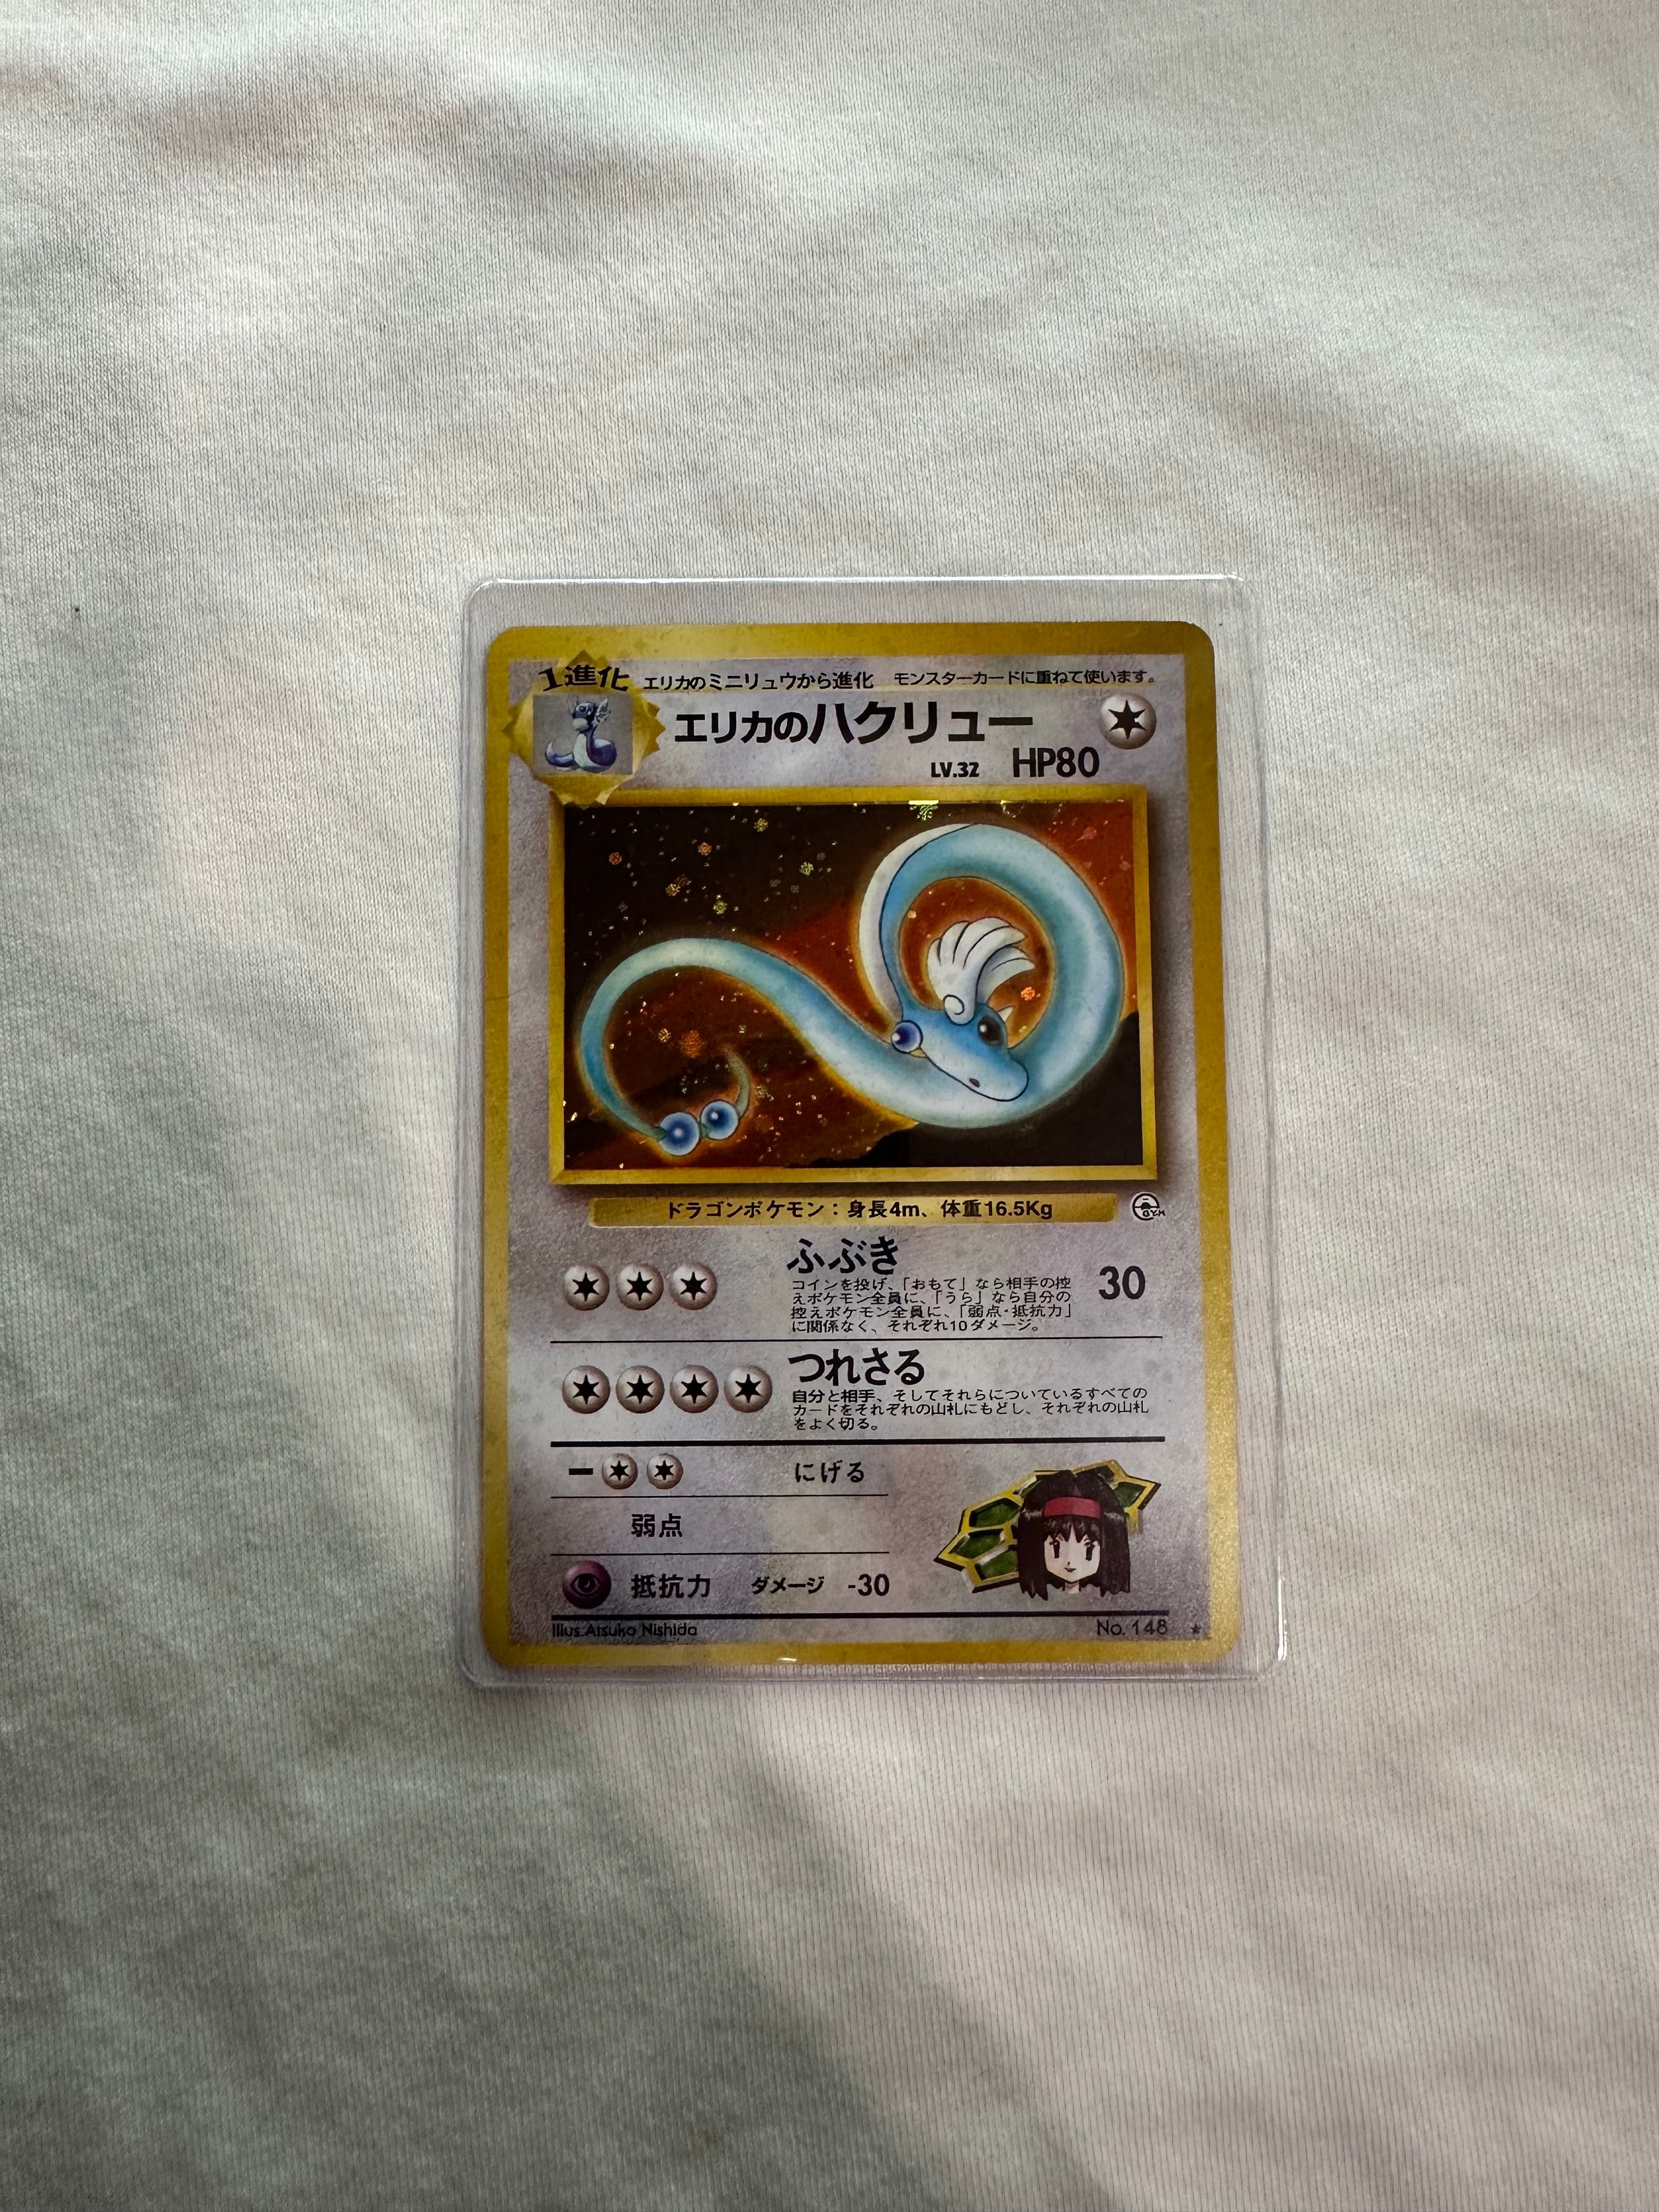 1進化 エリカのミニリュウから進化 モンスターカードに重ねて使います。
エリカのハクリュー
LV.32 HP80
ドラゴンポケモン：身長4m、体重16.5Kg
GYM
ふぶき 30
コインを投げ、「おもて」なら相手の控
えポケモン全員に、「うら」なら自分の
控えポケモン全員に、「弱点・抵抗力」
に関係なく、それぞれ10ダメージ。
つれさる
自分と相手、そしてそれらについているすべての
カードをそれぞれの山札にもどし、それぞれの山札
をよく切る。
にげる
弱点
抵抗力 ダメージ -30
Illus.Atsuko Nishida No. 148 ★